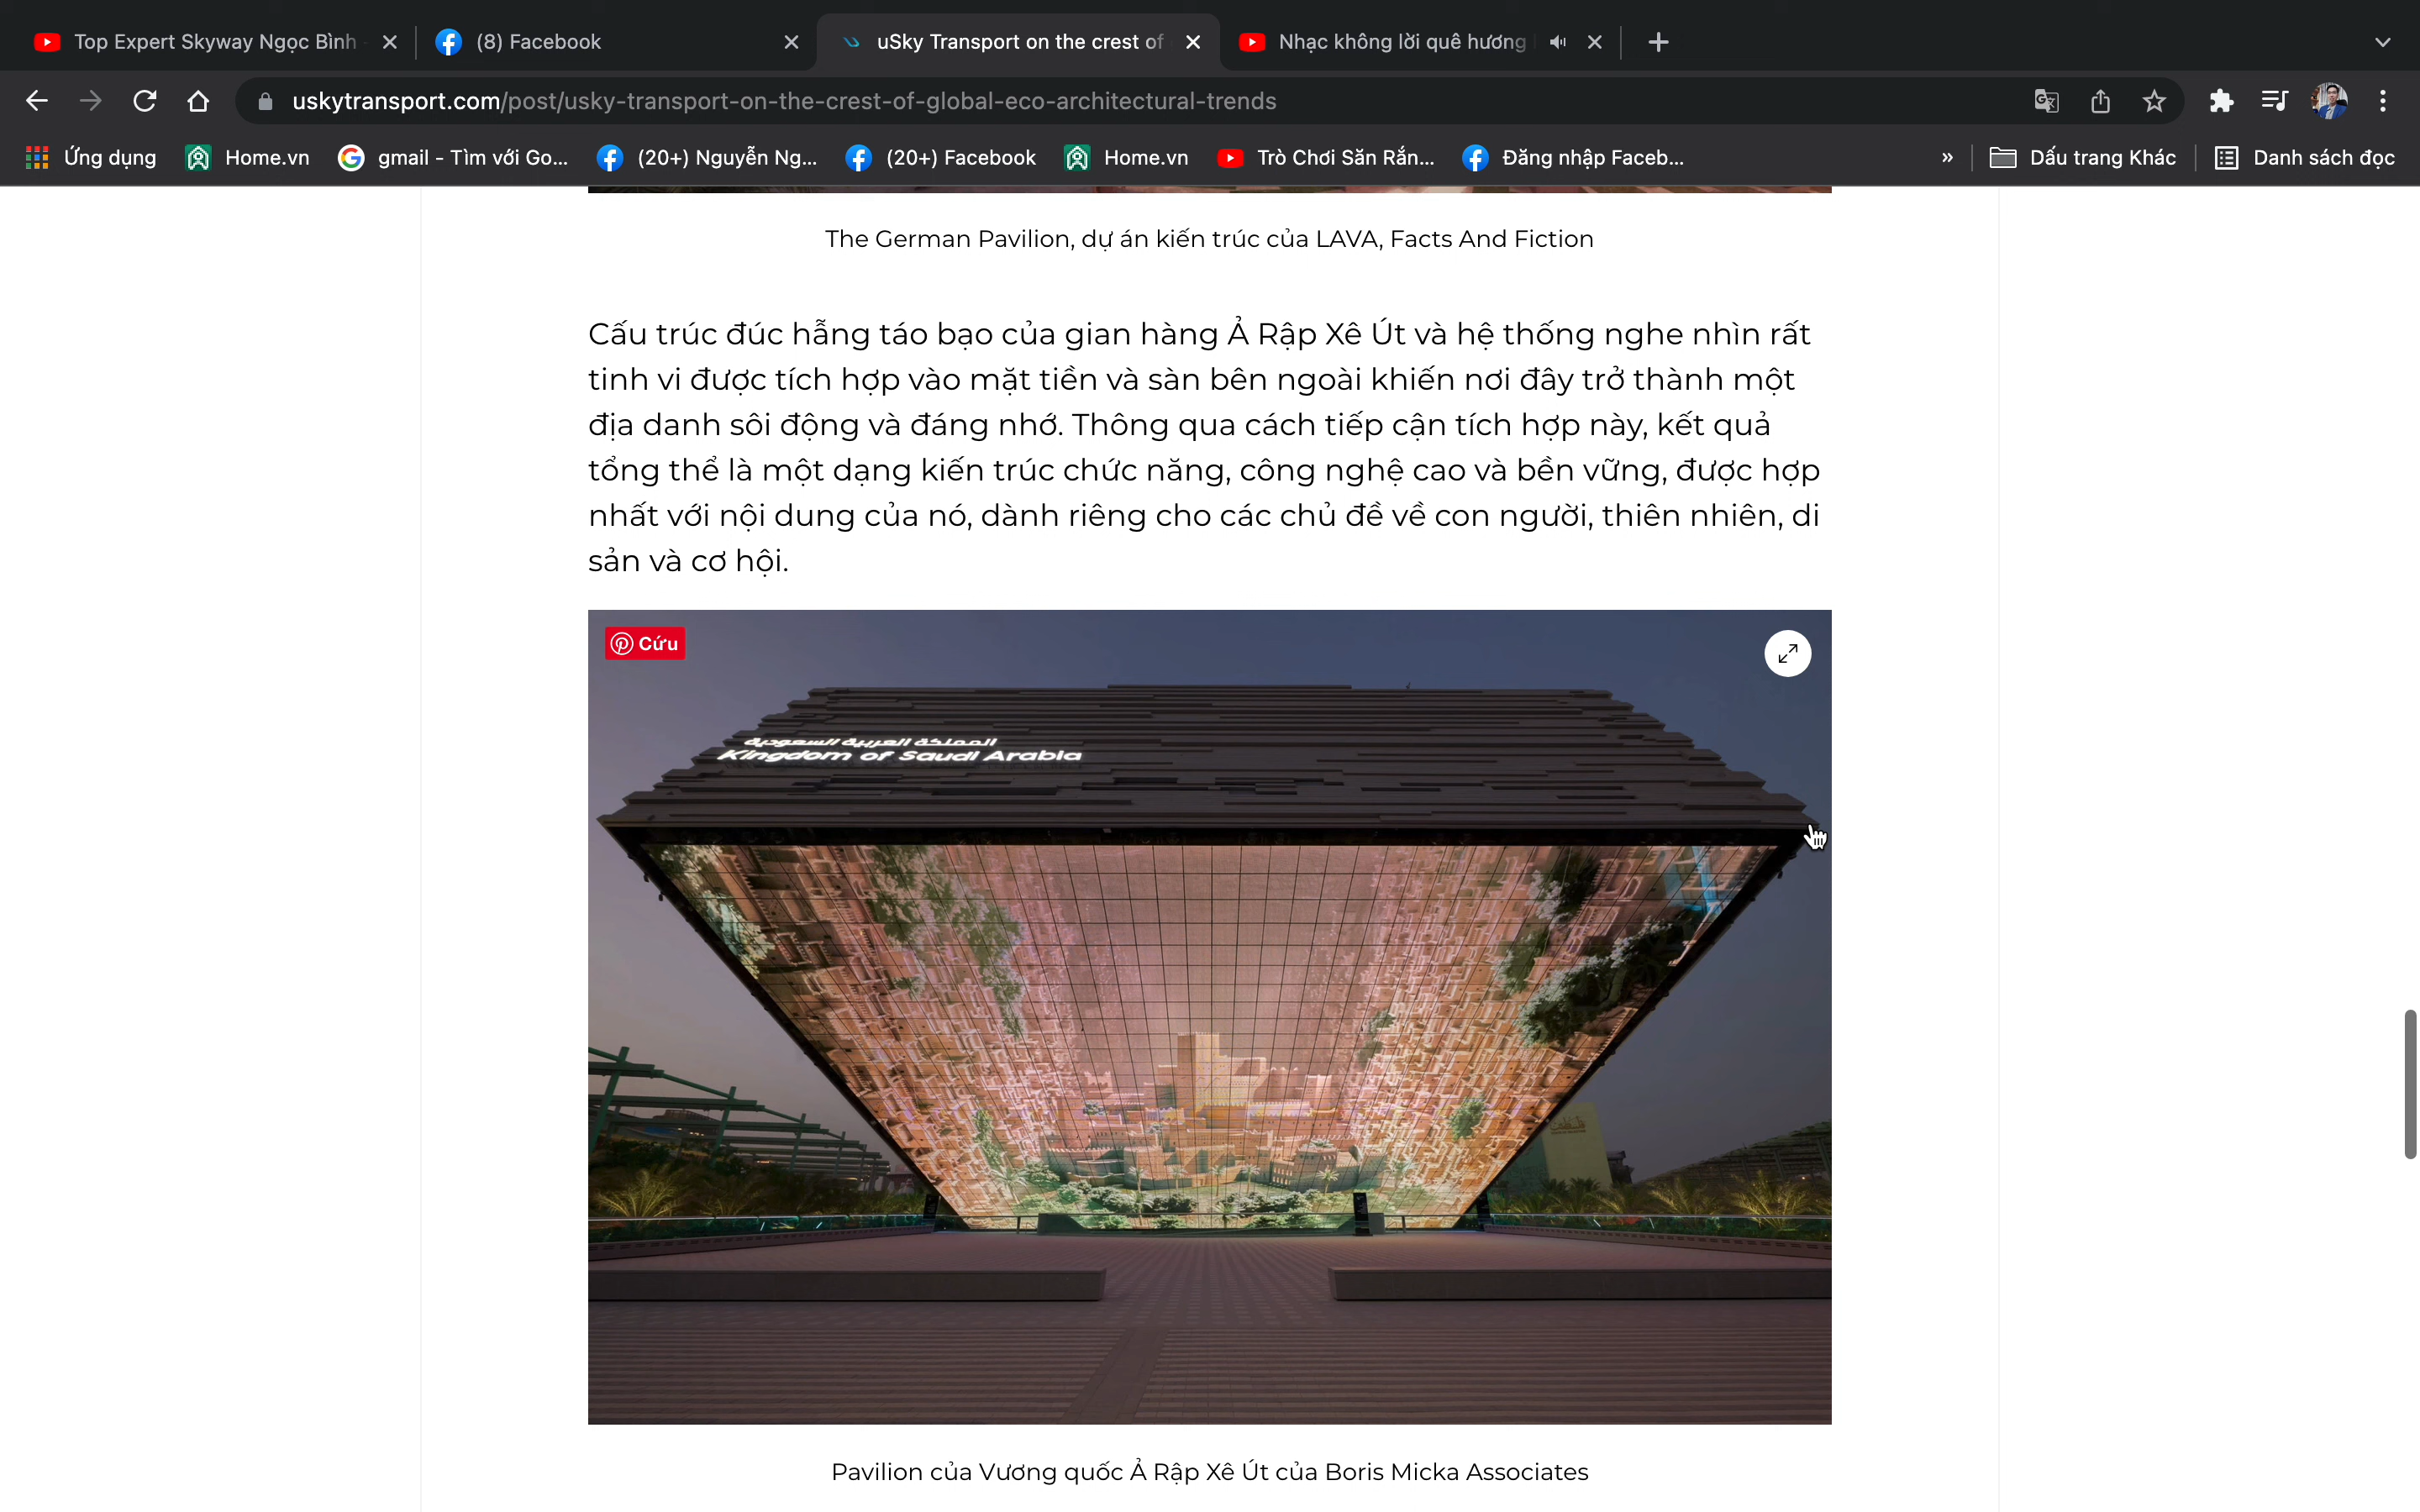 Top Expert Skyway Ngọc Bình
(8) Facebook
uSky Transport on the crest of
Nhạc không lời quê hương
uskytransport.com/post/usky-transport-on-the-crest-of-global-eco-architectural-trends
Ứng dụng
Home.vn
gmail - Tìm với Go...
(20+) Nguyễn Ng...
(20+) Facebook
Home.vn
Trò Chơi Săn Rắn...
Đăng nhập Faceb...
»
Dấu trang Khác
Danh sách đọc
The German Pavilion, dự án kiến trúc của LAVA, Facts And Fiction
Cấu trúc đúc hẫng táo bạo của gian hàng Ả Rập Xê Út và hệ thống nghe nhìn rất
tinh vi được tích hợp vào mặt tiền và sàn bên ngoài khiến nơi đây trở thành một
địa danh sôi động và đáng nhớ. Thông qua cách tiếp cận tích hợp này, kết quả
tổng thể là một dạng kiến trúc chức năng, công nghệ cao và bền vững, được hợp
nhất với nội dung của nó, dành riêng cho các chủ đề về con người, thiên nhiên, di
sản và cơ hội.
Cứu
المملكة العربية السعودية
Kingdom of Saudi Arabia
Pavilion của Vương quốc Ả Rập Xê Út của Boris Micka Associates